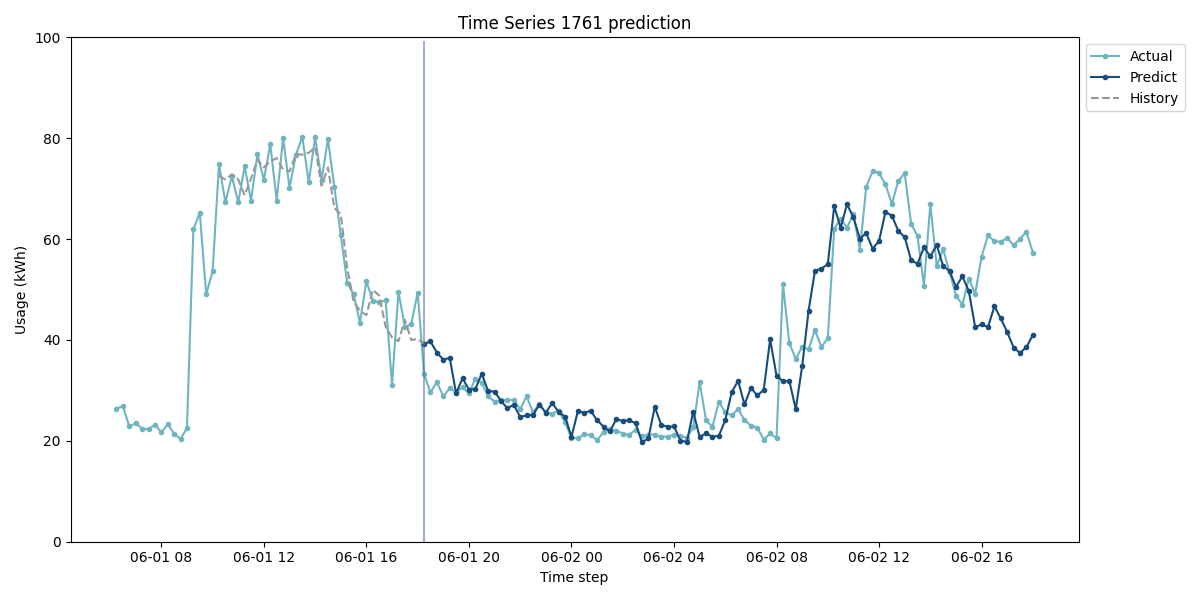 Time Series 1761 prediction
Actual
Predict
History
Usage (kWh)
100
80
60
40
20
0
06-01 08 06-01 12 06-01 16 06-01 20 06-02 00 06-02 04 06-02 08 06-02 12 06-02 16
Time step